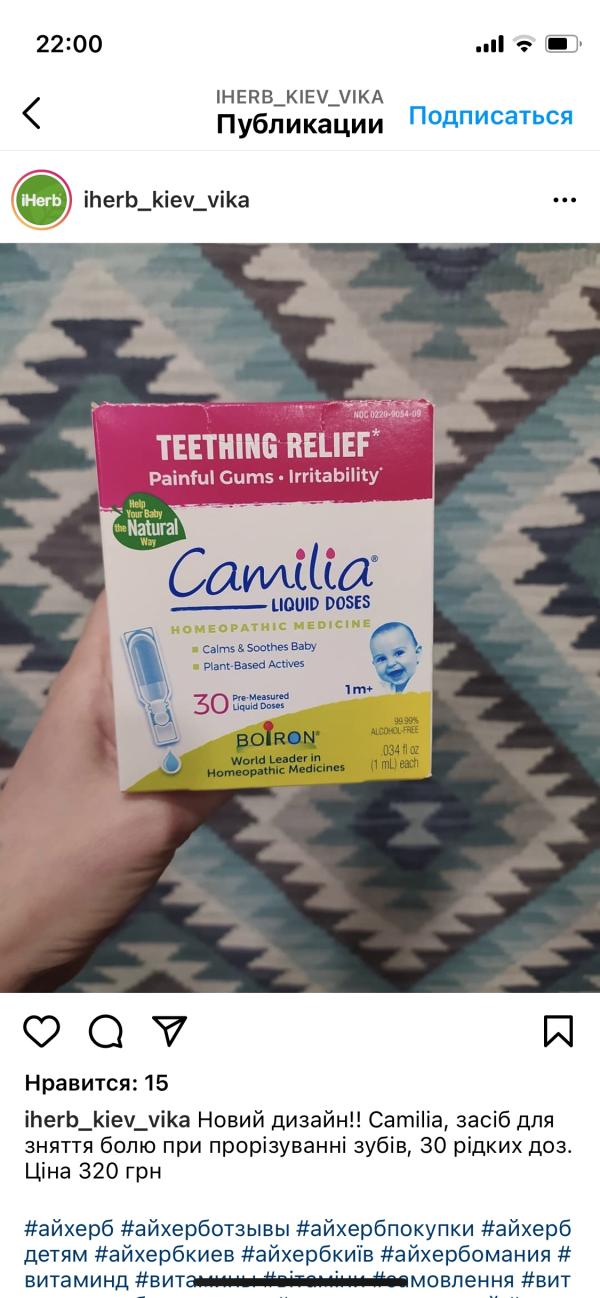 22:00
IHERB_KIEV_VIKA
Публикации
Подписаться
iHerb
iherb_kiev_vika
NDC 0220-9054-09
TEETHING RELIEF*
Painful Gums • Irritability*
Help
Your Baby
the Natural
Way
Camilia®
LIQUID DOSES
HOMEOPATHIC MEDICINE
Calms & Soothes Baby
Plant-Based Actives
1m+
30 Pre-Measured
Liquid Doses
BOIRON®
World Leader in
Homeopathic Medicines
99.99%
ALCOHOL-FREE
.034 fl oz
(1 mL) each
Нравится: 15
iherb_kiev_vika Новий дизайн!! Camilia, засіб для
зняття болю при прорізуванні зубів, 30 рідких доз.
Ціна 320 грн
#айхерб #айхерботзывы #айхербпокупки #айхерб
детям #айхербкиев #айхербкиїв #айхербомания #
витаминд #витамины #вітаміни #замовлення #вит